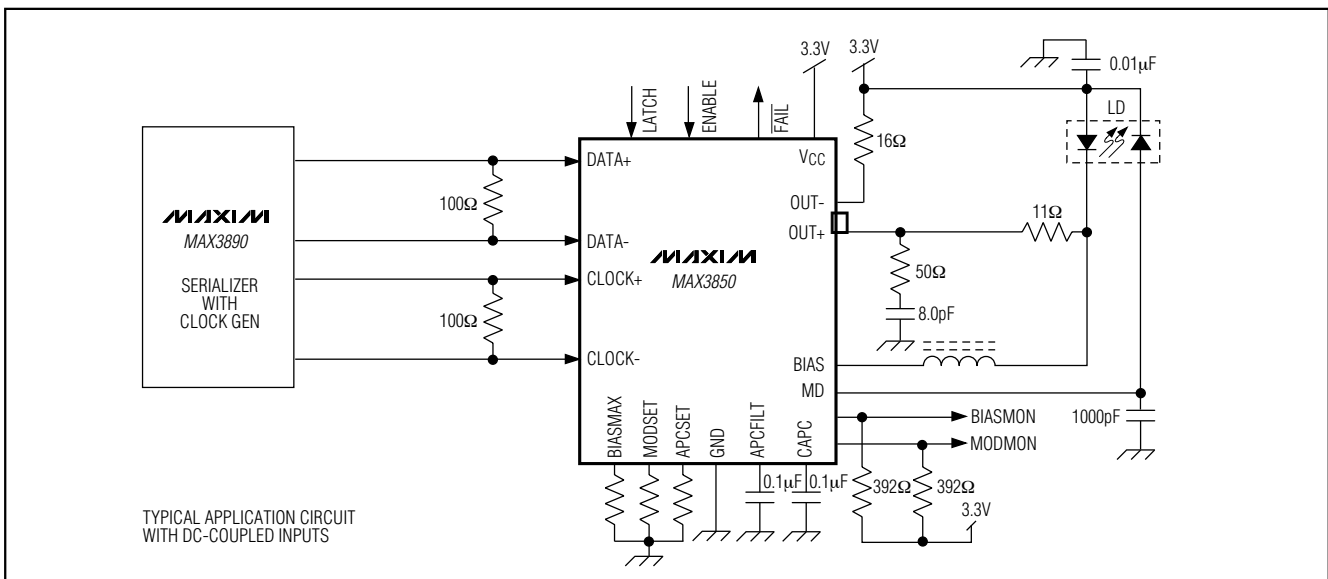 3.3V
3.3V
0.01μF
LATCH
ENABLE
FAIL
LD
16Ω
VCC
DATA+
OUT-
100Ω
MAXIM
MAX3890
SERIALIZER
WITH
CLOCK GEN
DATA-
MAXIM
MAX3850
OUT+
11Ω
50Ω
CLOCK+
100Ω
8.0pF
CLOCK-
BIAS
MD
BIASMAX
MODSET
APCSET
GND
APCFILT
CAPC
BIASMON
1000pF
MODMON
0.1μF
0.1μF
392Ω
392Ω
3.3V
TYPICAL APPLICATION CIRCUIT
WITH DC-COUPLED INPUTS